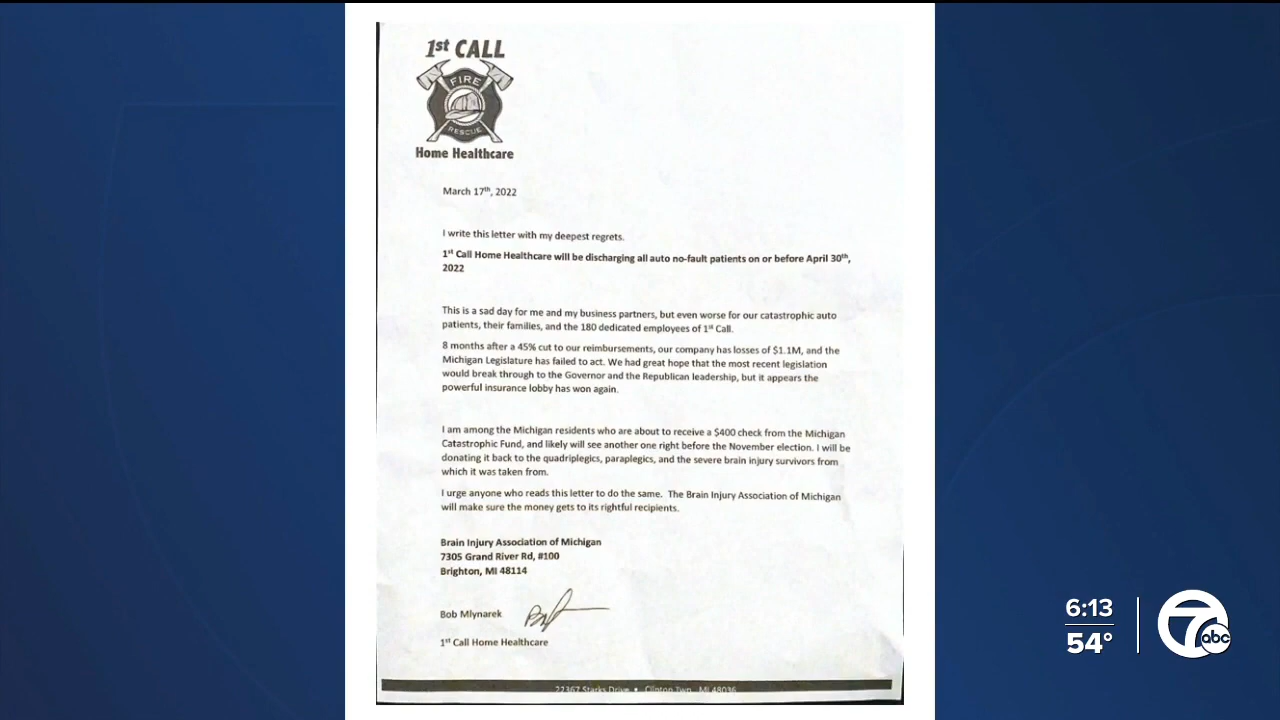 1st CALL
FIRE
RESCUE
Home Healthcare
March 17th, 2022
I write this letter with my deepest regrets.
1st Call Home Healthcare will be discharging all auto no-fault patients on or before April 30th,
2022
This is a sad day for me and my business partners, but even worse for our catastrophic auto
patients, their families, and the 180 dedicated employees of 1st Call.
8 months after a 45% cut to our reimbursements, our company has losses of $1.1M, and the
Michigan Legislature has failed to act. We had great hope that the most recent legislation
would break through to the Governor and the Republican leadership, but it appears the
powerful insurance lobby has won again.
I am among the Michigan residents who are about to receive a $400 check from the Michigan
Catastrophic Fund, and likely will see another one right before the November election. I will be
donating it back to the quadriplegics, paraplegics, and the severe brain injury survivors from
which it was taken from.
I urge anyone who reads this letter to do the same. The Brain Injury Association of Michigan
will make sure the money gets to its rightful recipients.
Brain Injury Association of Michigan
7305 Grand River Rd, #100
Brighton, MI 48114
Bob Mlynarek
1st Call Home Healthcare
22367 Starks Drive • Clinton Twn, MI 48036
6:13
54°
7 abc